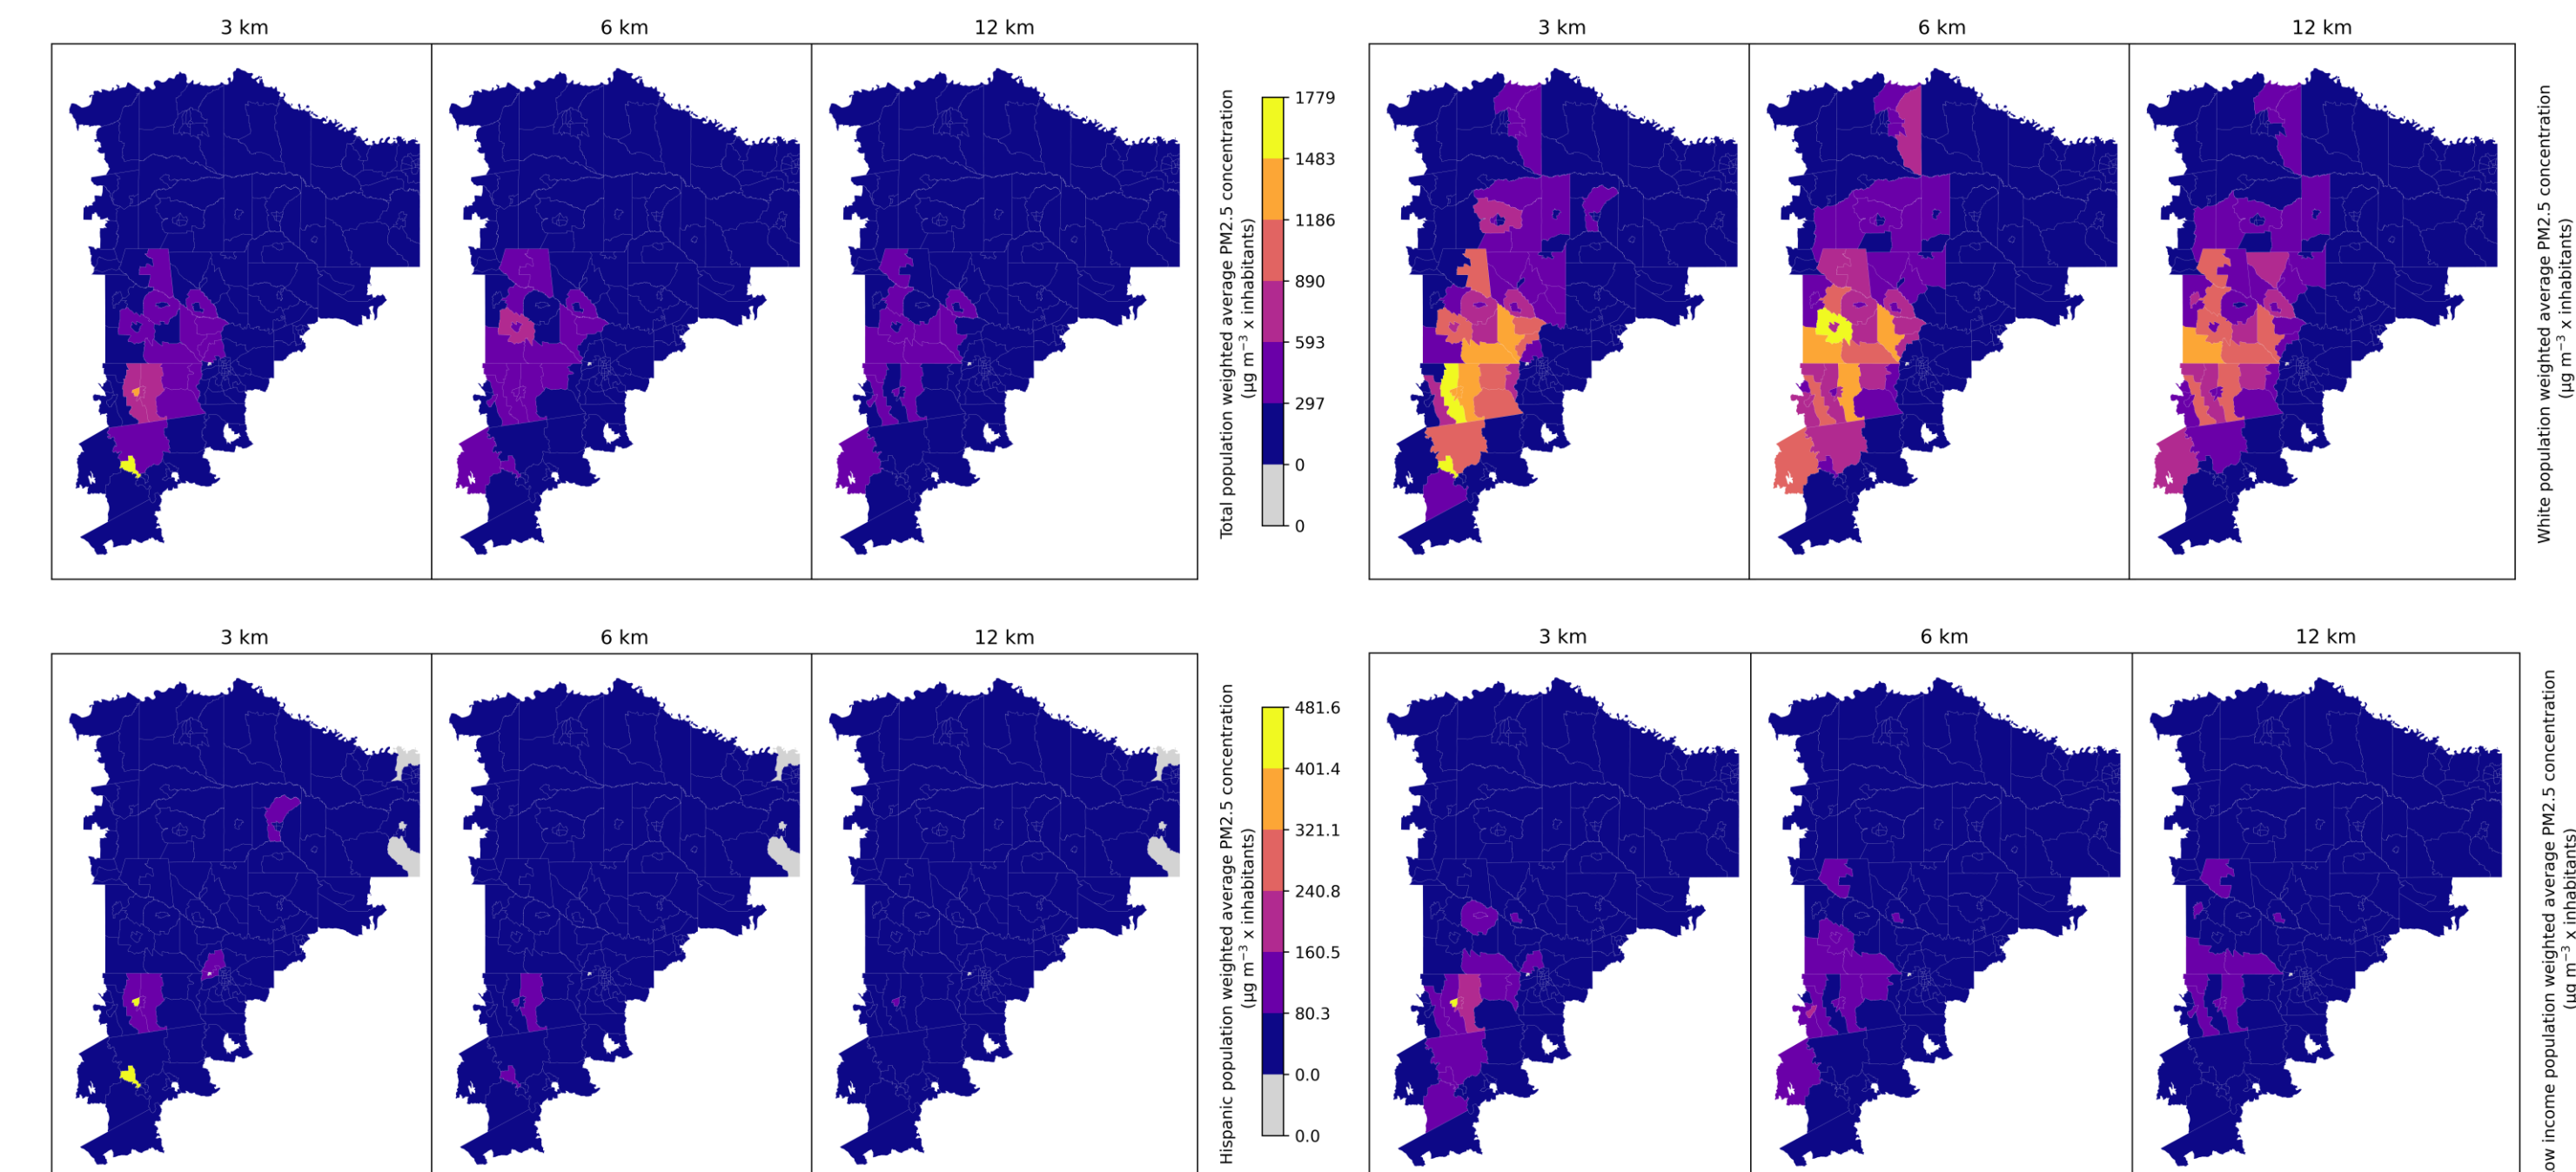 3 km
6 km
12 km
Total population weighted average PM2.5 concentration
(µg m⁻³ x inhabitants)
1779
1483
1186
890
593
297
0
0
3 km
6 km
12 km
White population weighted average PM2.5 concentration
(µg m⁻³ x inhabitants)
3 km
6 km
12 km
Hispanic population weighted average PM2.5 concentration
(µg m⁻³ x inhabitants)
481.6
401.4
321.1
240.8
160.5
80.3
0.0
0.0
3 km
6 km
12 km
income population weighted average PM2.5 concentration
(µg m⁻³ x inhabitants)